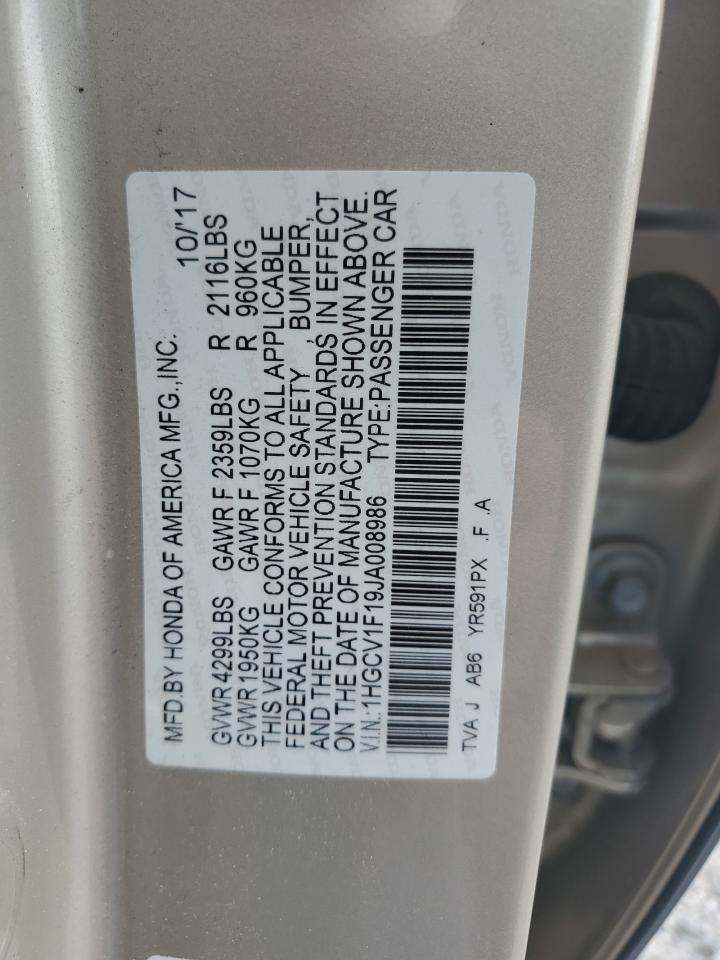 MFD.BY HONDA OF AMERICA MFG.,INC. 10/'17
GVWR4299LBS GAWR F 2359LBS R 2116LBS
GVWR1950KG GAWR F 1070KG R 960KG
THIS VEHICLE CONFORMS TO ALL APPLICABLE
FEDERAL MOTOR VEHICLE SAFETY , BUMPER,
AND THEFT PREVENTION STANDARDS, IN EFFECT
ON THE DATE OF MANUFACTURE SHOWN ABOVE.
V.I.N.:1HGCV1F19JA008986 TYPE:PASSENGER CAR
TVA J AB6 YR591PX .F .A